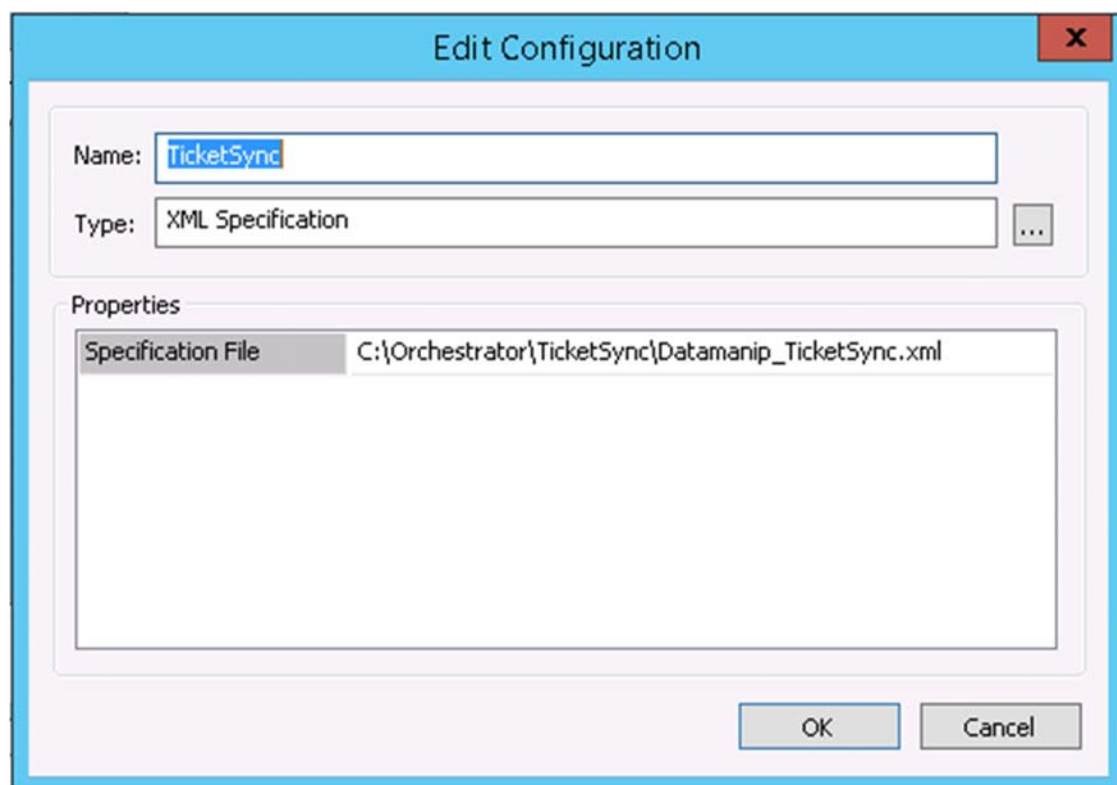 Edit Configuration
X
Name: TicketSync
Type: XML Specification ...
Properties
Specification File C:\Orchestrator\TicketSync\Datamanip_TicketSync.xml
OK Cancel